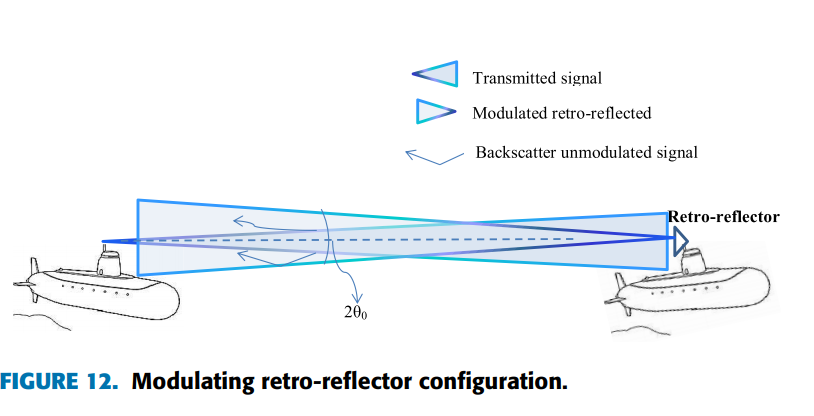 Transmitted signal
Modulated retro-reflected
Backscatter unmodulated signal
Retro-reflector
2θ₀
FIGURE 12. Modulating retro-reflector configuration.